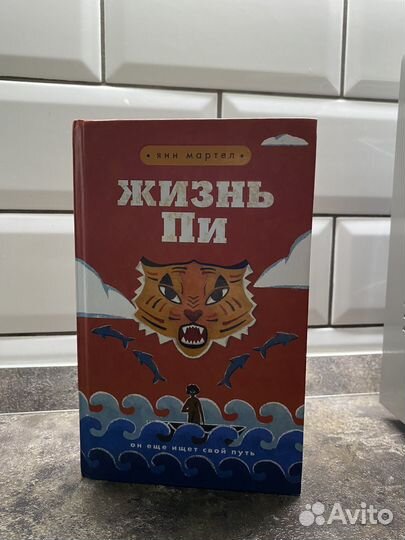 янн мартел
ЖИЗНЬ
ПИ
он еще ищет свой путь
Avito